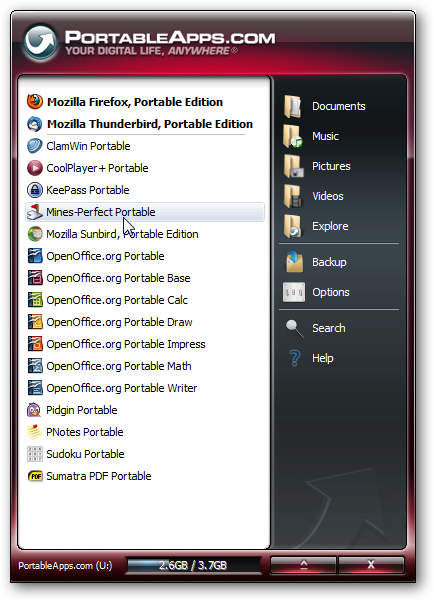 PORTABLEAPPS.COM
YOUR DIGITAL LIFE, ANYWHERE®
Mozilla Firefox, Portable Edition
Mozilla Thunderbird, Portable Edition
ClamWin Portable
CoolPlayer+ Portable
KeePass Portable
Mines-Perfect Portable
Mozilla Sunbird, Portable Edition
OpenOffice.org Portable
OpenOffice.org Portable Base
OpenOffice.org Portable Calc
OpenOffice.org Portable Draw
OpenOffice.org Portable Impress
OpenOffice.org Portable Math
OpenOffice.org Portable Writer
Pidgin Portable
PNotes Portable
Sudoku Portable
PDF Sumatra PDF Portable
Documents
Music
Pictures
Videos
Explore
Backup
Options
Search
Help
PortableApps.com (U:)
2.6GB / 3.7GB
X